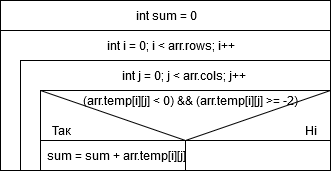 int sum = 0
int i = 0; i < arr.rows; i++
int j = 0; j < arr.cols; j++
(arr.temp[i][j] < 0) && (arr.temp[i][j] >= -2)
Так Ні
sum = sum + arr.temp[i][j]